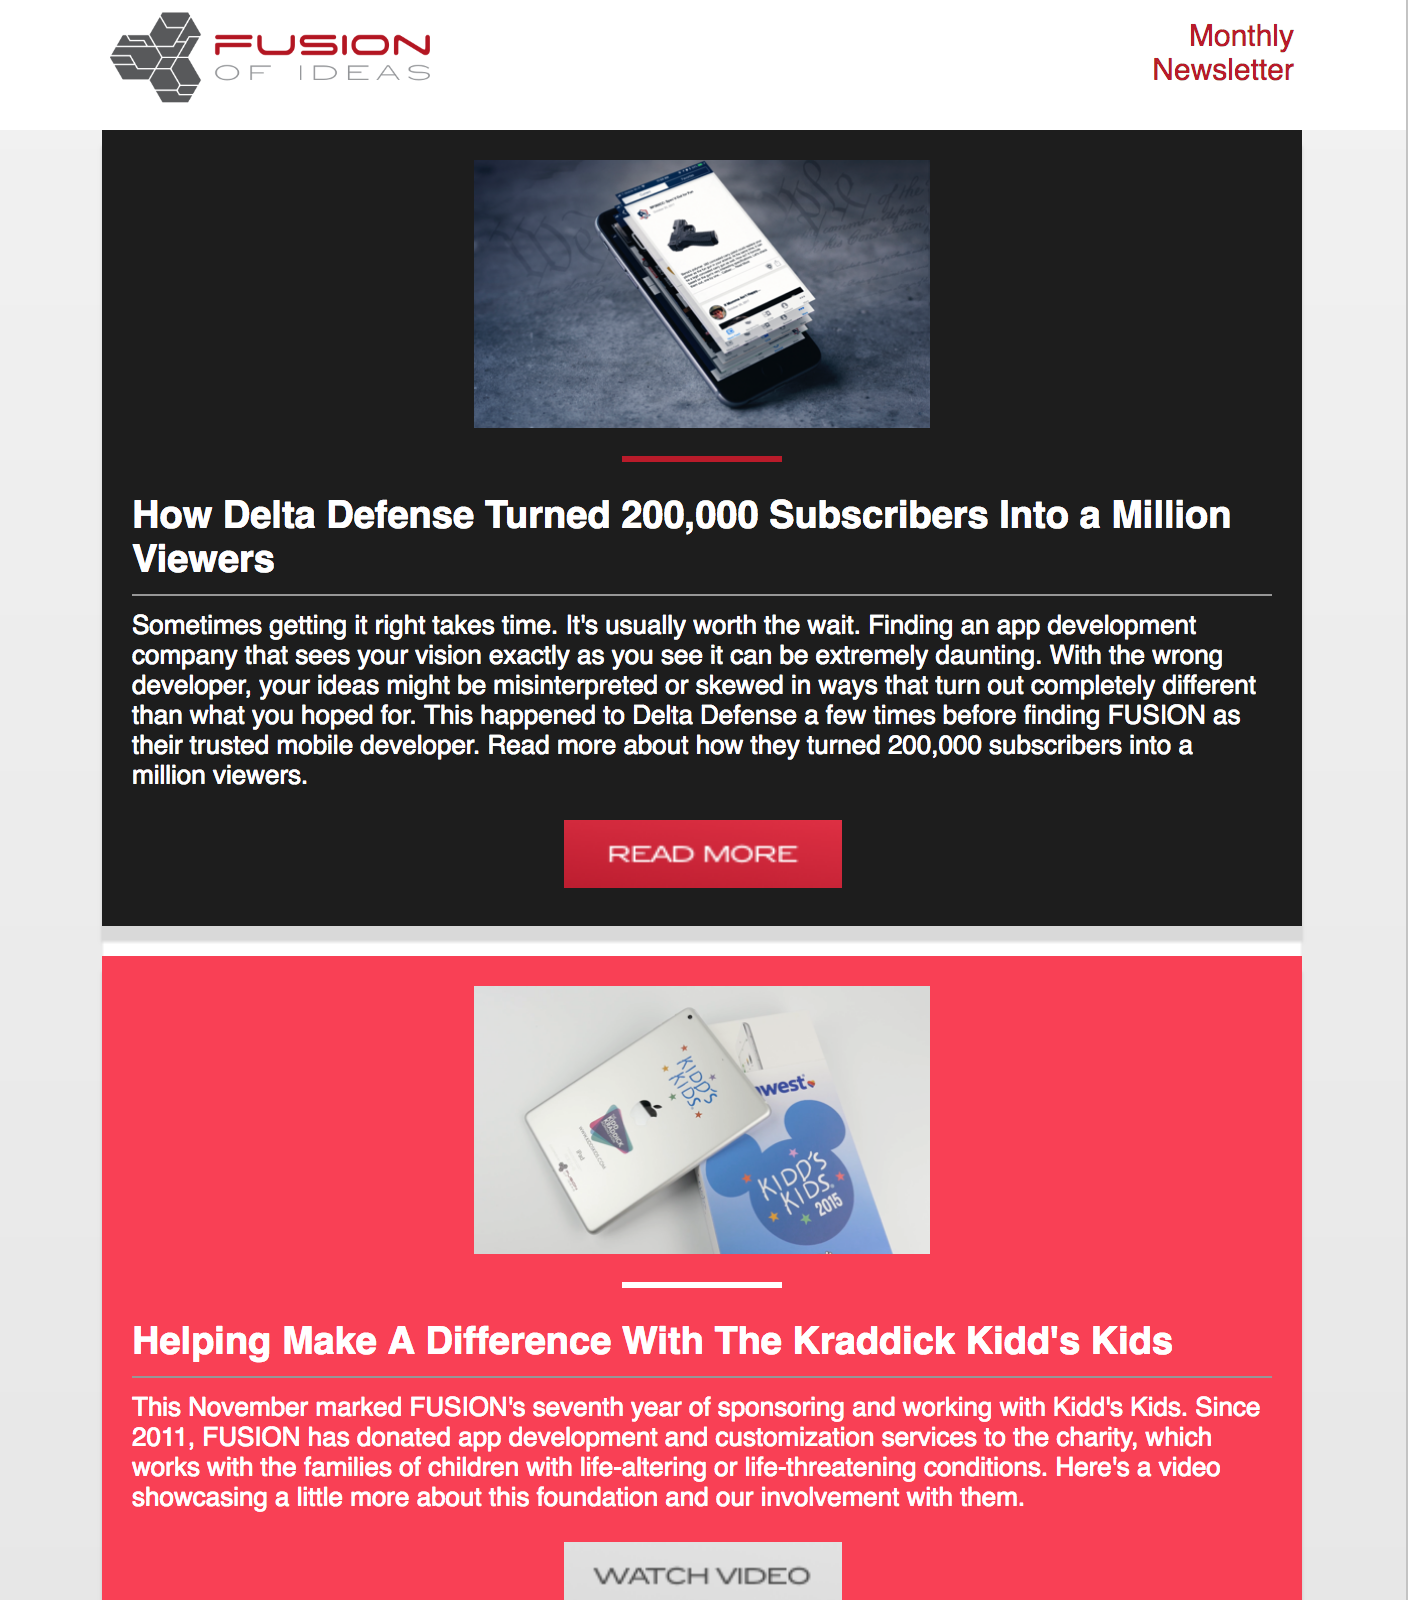 FUSION
OF IDEAS
Monthly
Newsletter
How Delta Defense Turned 200,000 Subscribers Into a Million
Viewers
Sometimes getting it right takes time. It's usually worth the wait. Finding an app development
company that sees your vision exactly as you see it can be extremely daunting. With the wrong
developer, your ideas might be misinterpreted or skewed in ways that turn out completely different
than what you hoped for. This happened to Delta Defense a few times before finding FUSION as
their trusted mobile developer. Read more about how they turned 200,000 subscribers into a
million viewers.
READ MORE
KIDD'S
KIDS
KIDD
KRADDICK
iPad
west
KIDD'S
KIDS
2015
Helping Make A Difference With The Kraddick Kidd's Kids
This November marked FUSION's seventh year of sponsoring and working with Kidd's Kids. Since
2011, FUSION has donated app development and customization services to the charity, which
works with the families of children with life-altering or life-threatening conditions. Here's a video
showcasing a little more about this foundation and our involvement with them.
WATCH VIDEO